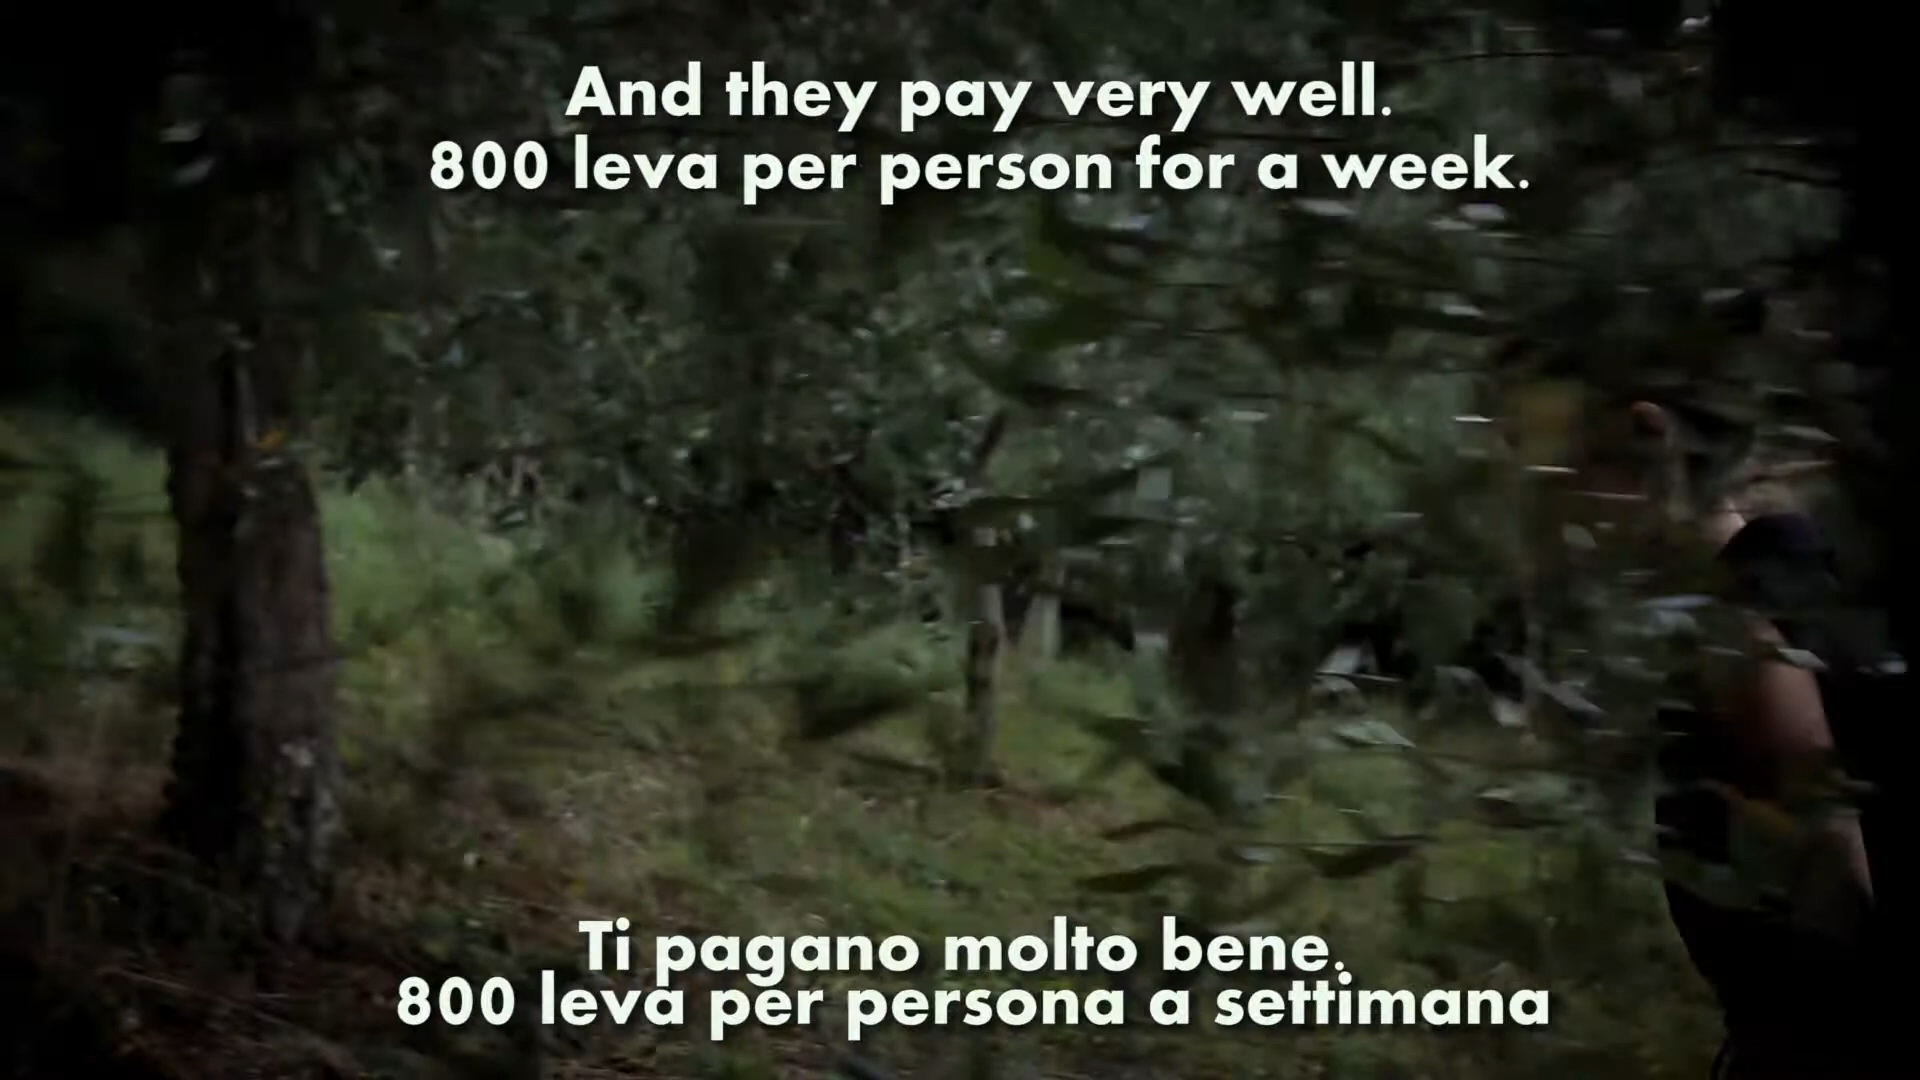 And they pay very well.
800 leva per person for a week.
Ti pagano molto bene.
800 leva per persona a settimana